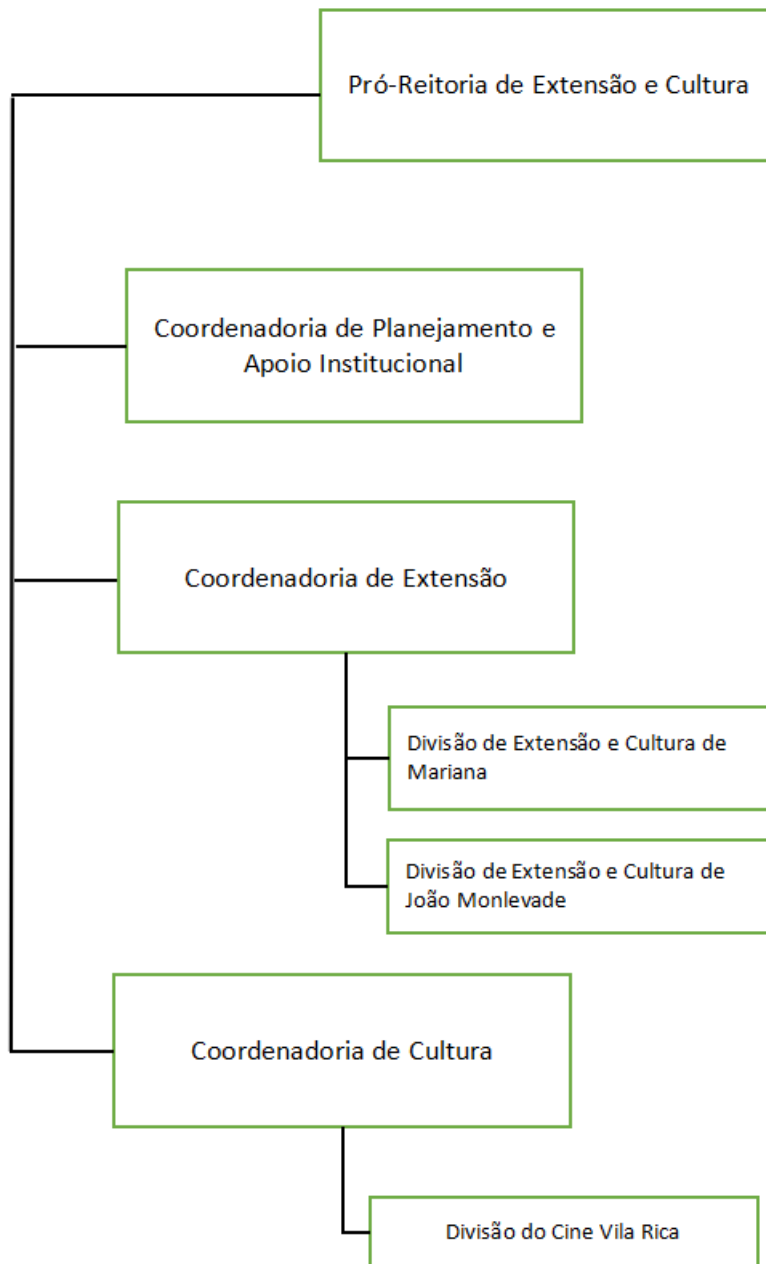 Pró-Reitoria de Extensão e Cultura
Coordenadoria de Planejamento e
Apoio Institucional
Coordenadoria de Extensão
Divisão de Extensão e Cultura de
Mariana
Divisão de Extensão e Cultura de
João Monlevade
Coordenadoria de Cultura
Divisão do Cine Vila Rica